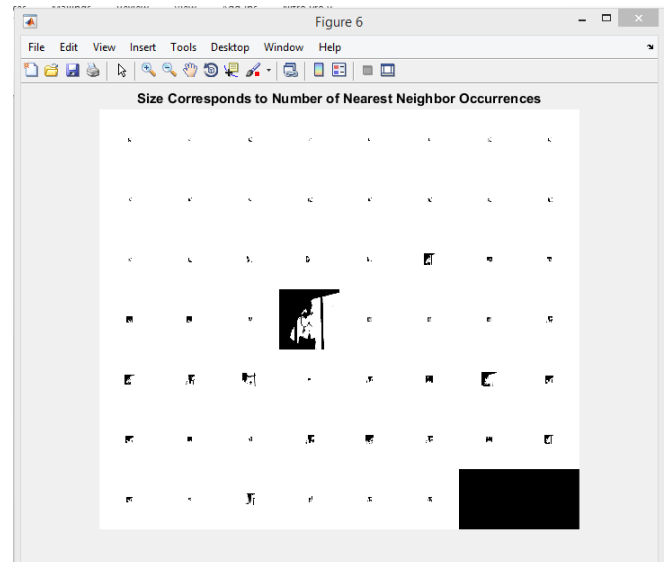 Figure 6
File Edit View Insert Tools Desktop Window Help
Size Corresponds to Number of Nearest Neighbor Occurrences